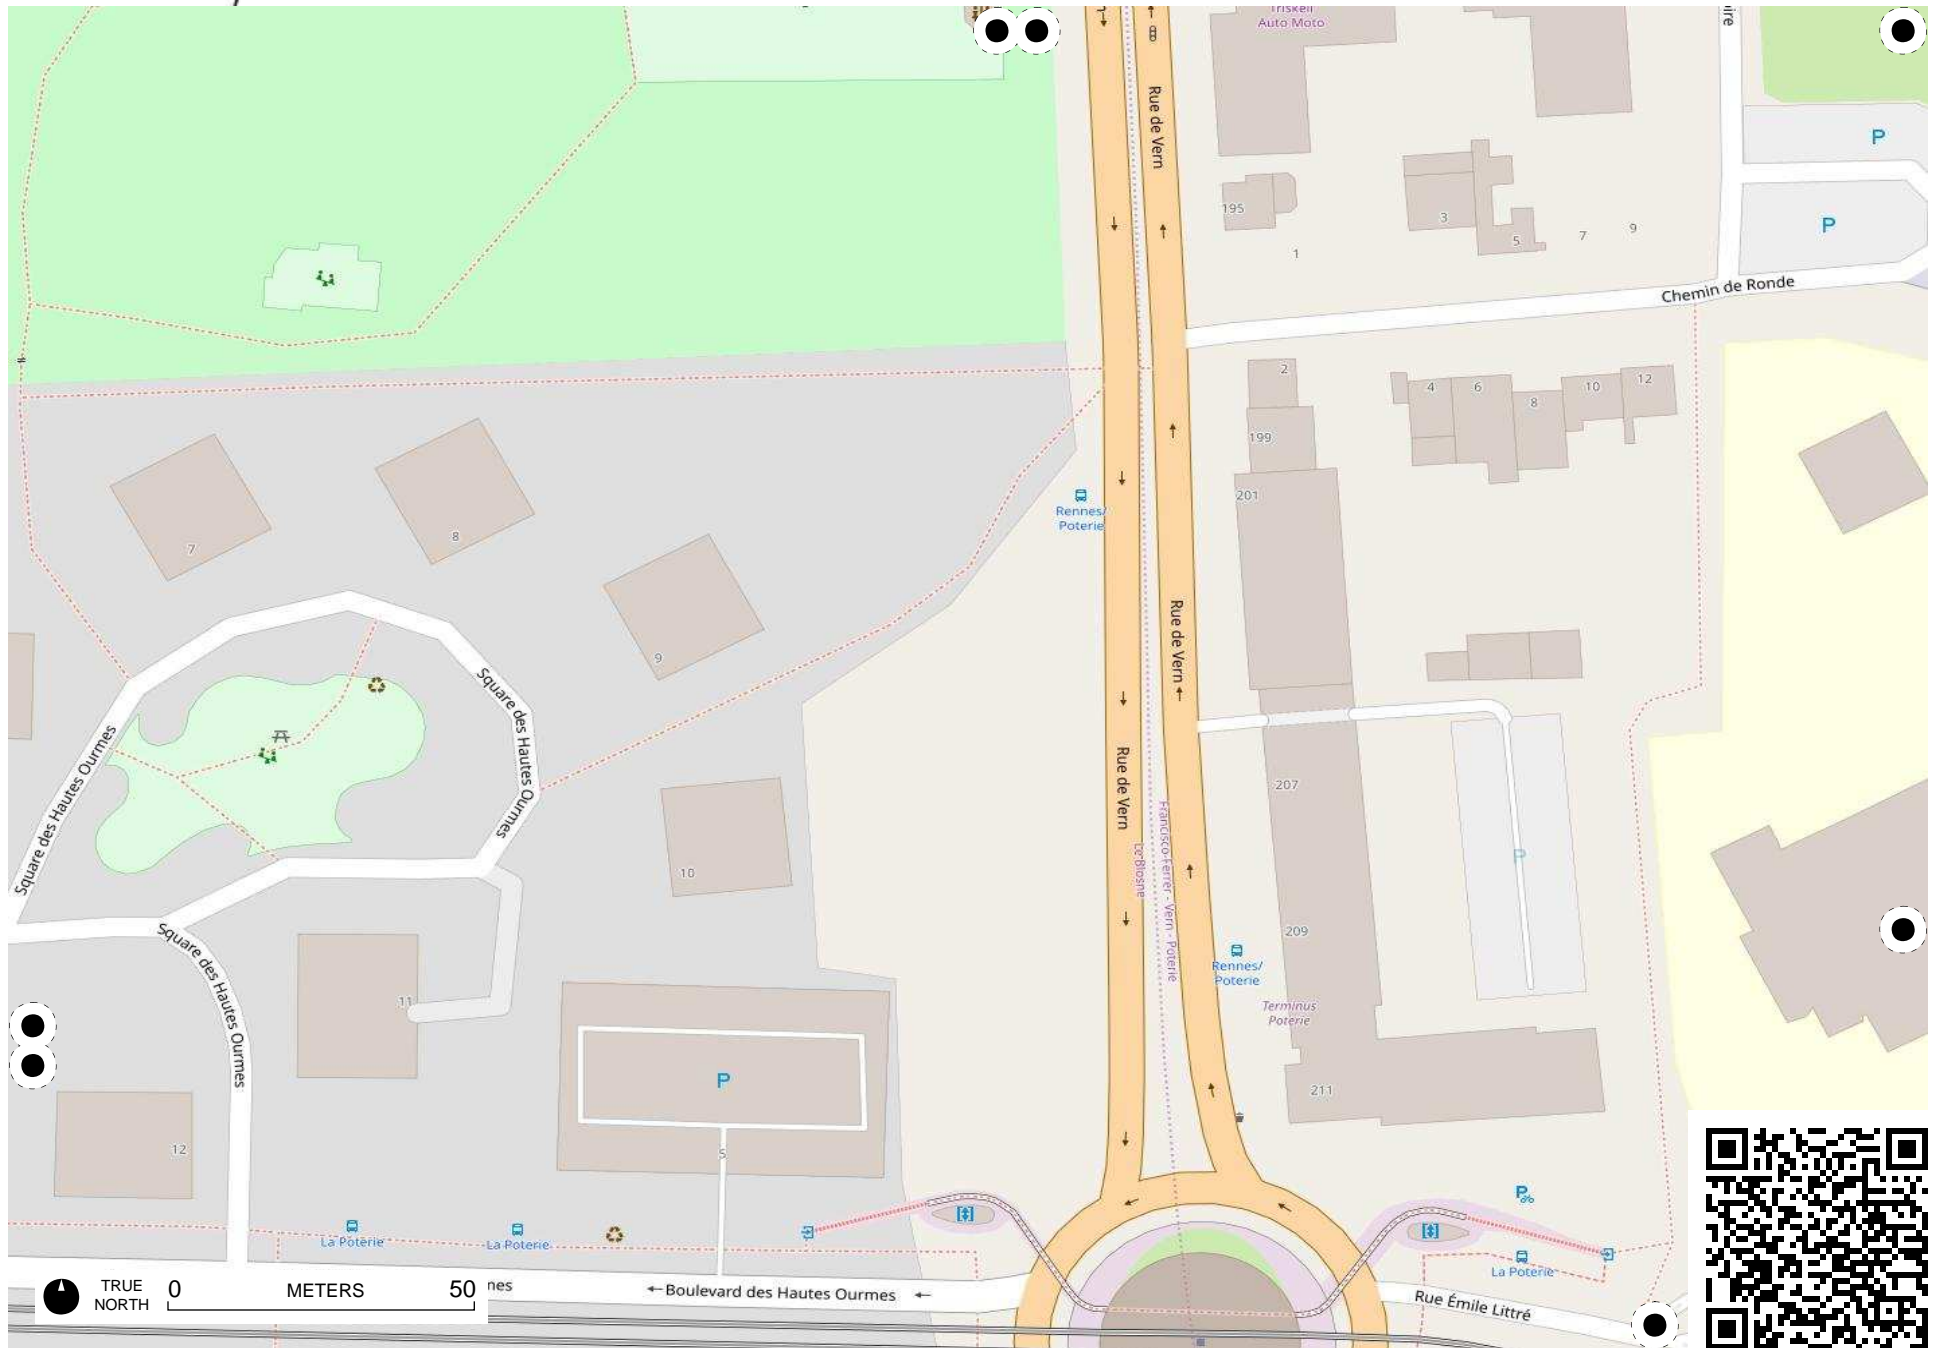 Triskell
Auto Moto
Rue de Vern
P
195
3
5
7
9
1
P
Chemin de Ronde
2
4
6
8
10
12
199
201
Rennes/
Poterie
7
8
9
Rue de Vern
Square des Hautes Ourmes
Square des Hautes Ourmes
Rue de Vern
207
P
10
Le Blosne
Francisco-Ferrer - Vern - Poterie
209
Rennes/
Poterie
Square des Hautes Ourmes
11
Terminus
Poterie
P
211
12
5
P
La Poterie
La Poterie
La Poterie
TRUE
NORTH
0
METERS
50
mes
Boulevard des Hautes Ourmes
Rue Émile Littré